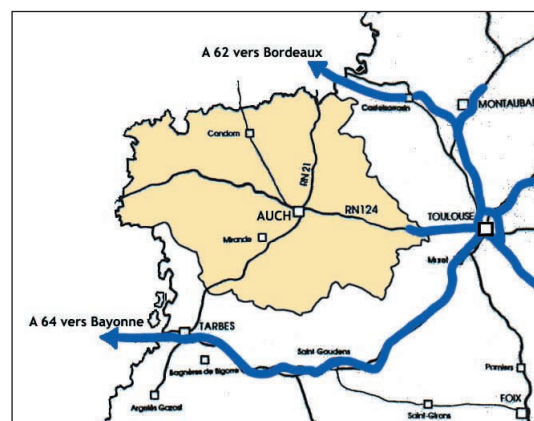 A 62 vers Bordeaux
Castelsarrasin
MONTAUBAN
Condom
RN 21
AUCH
RN124
TOULOUSE
Mirande
Muret
A 64 vers Bayonne
TARBES
Saint-Gaudens
Bagnères de Bigorre
Pamiers
Argelès Gazost
Saint-Girons
FOIX